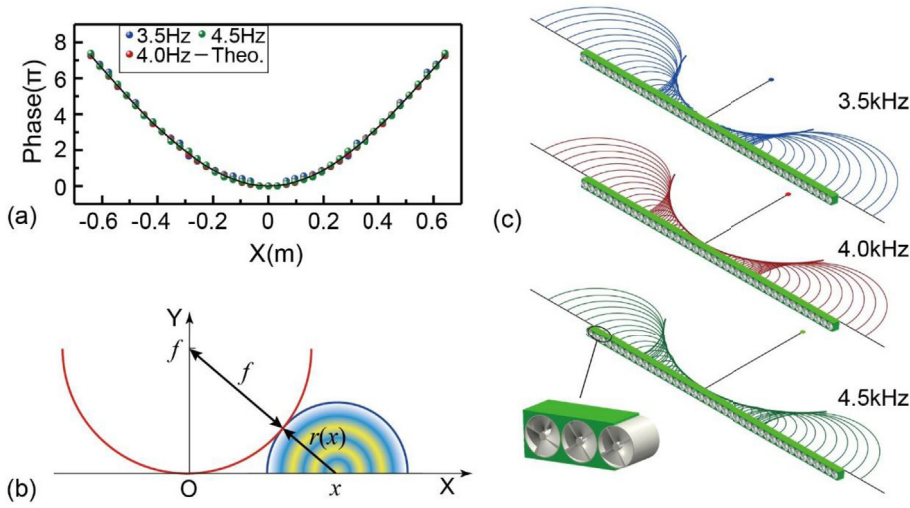 (a)
3.5Hz 4.5Hz
4.0Hz Theo.
Phase(π)
8
6
4
2
0
-0.6 -0.4 -0.2 0 0.2 0.4 0.6
X(m)
(b)
Y
f
f
r(x)
O
x
X
(c)
3.5kHz
4.0kHz
4.5kHz